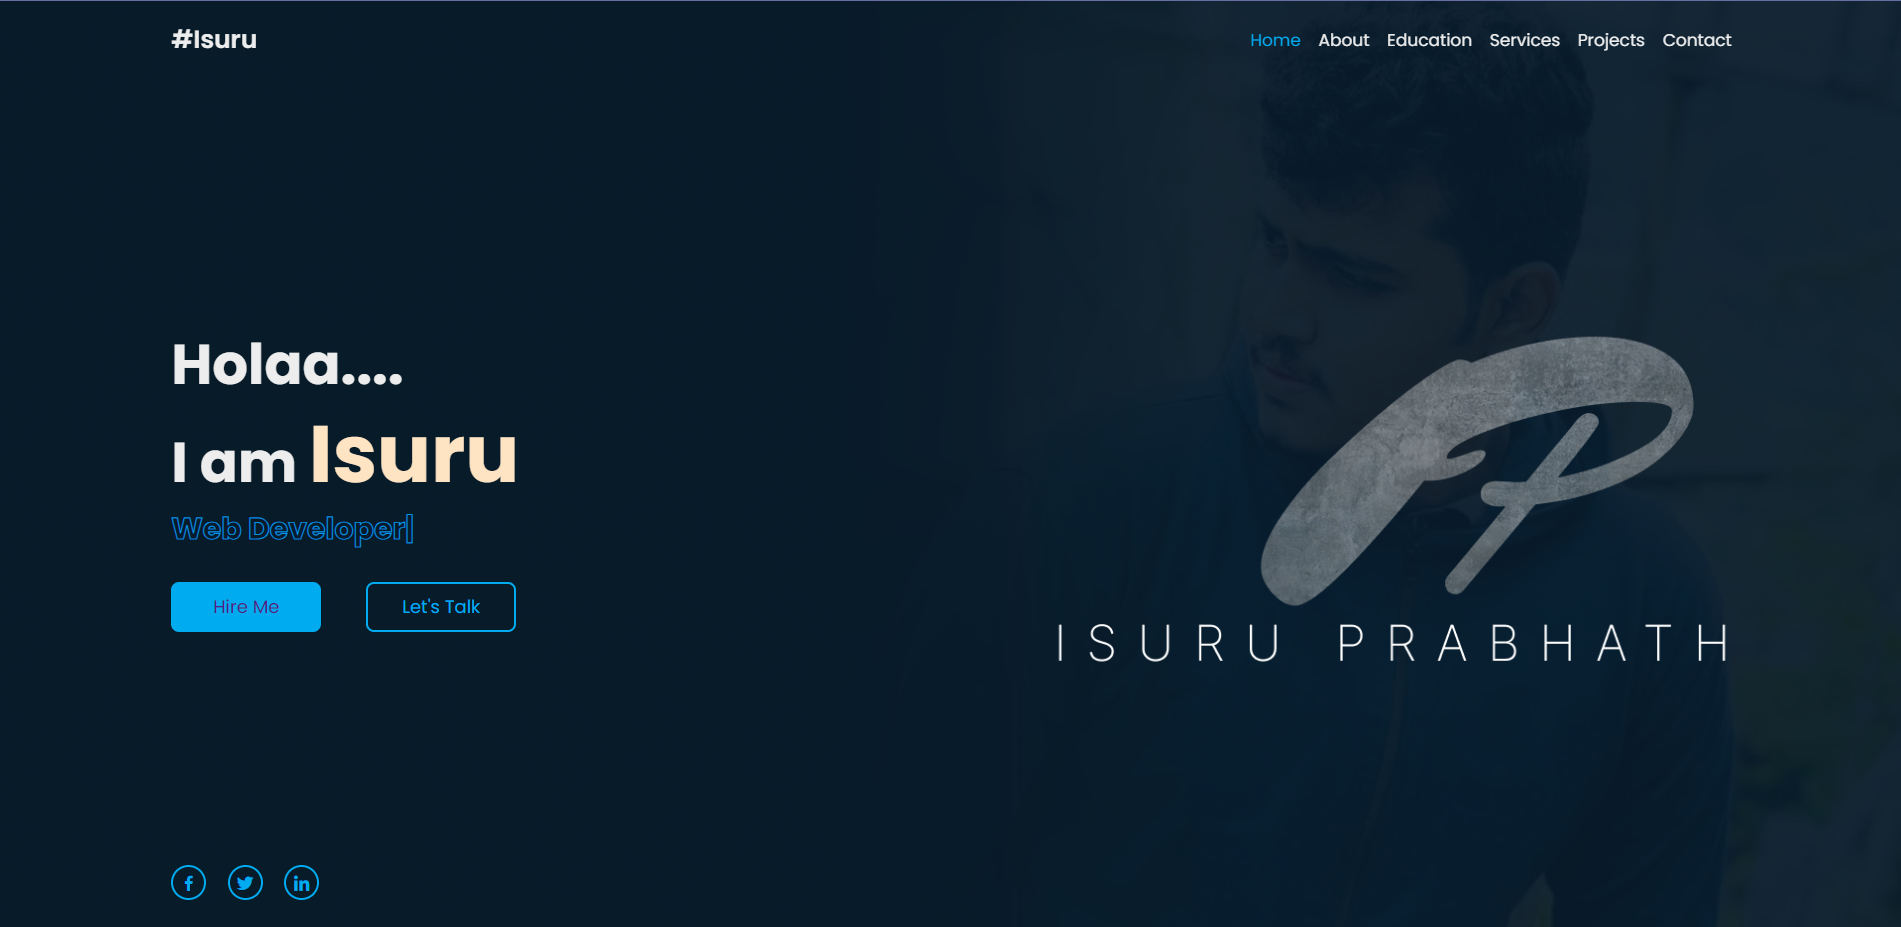 #Isuru
Home About Education Services Projects Contact
Holaa....
I am Isuru
Web Developer|
Hire Me Let's Talk
ISURU PRABHATH